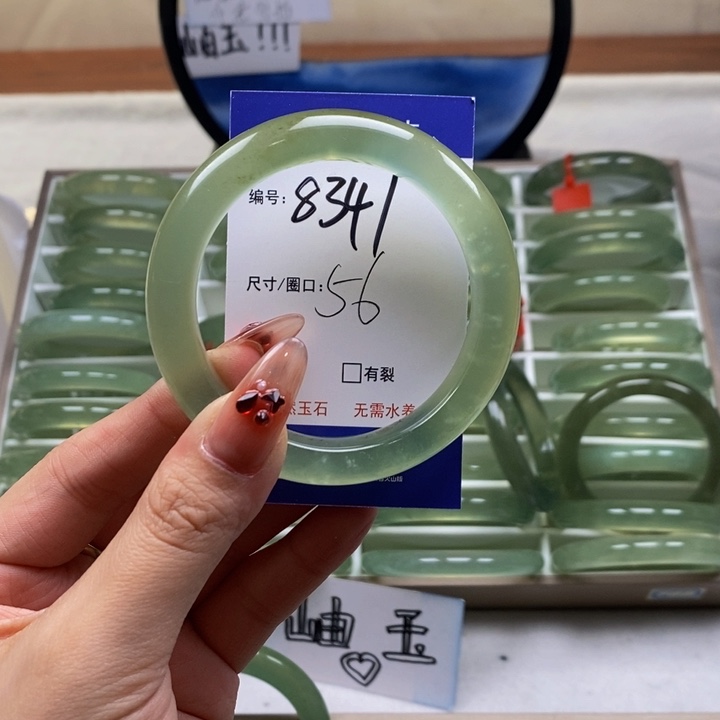 岫玉!!!
编号: 8341
尺寸/圈口: 56
□有裂
然玉石 无需水养
岫玉